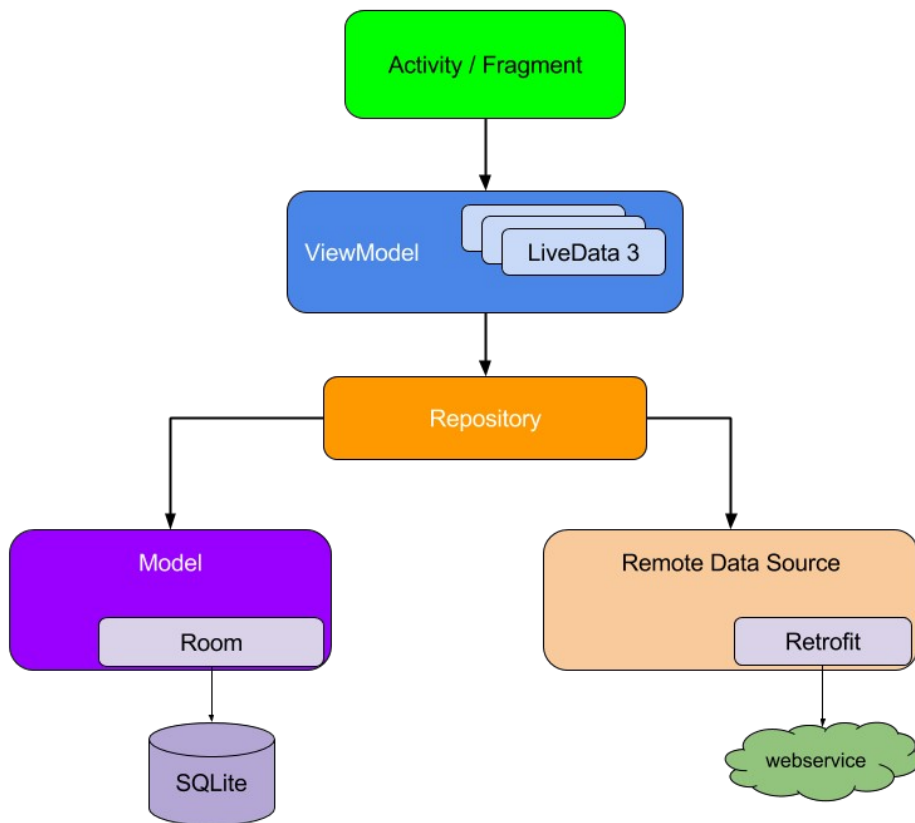 Activity / Fragment
ViewModel
LiveData 3
Repository
Model
Room
SQLite
Remote Data Source
Retrofit
webservice